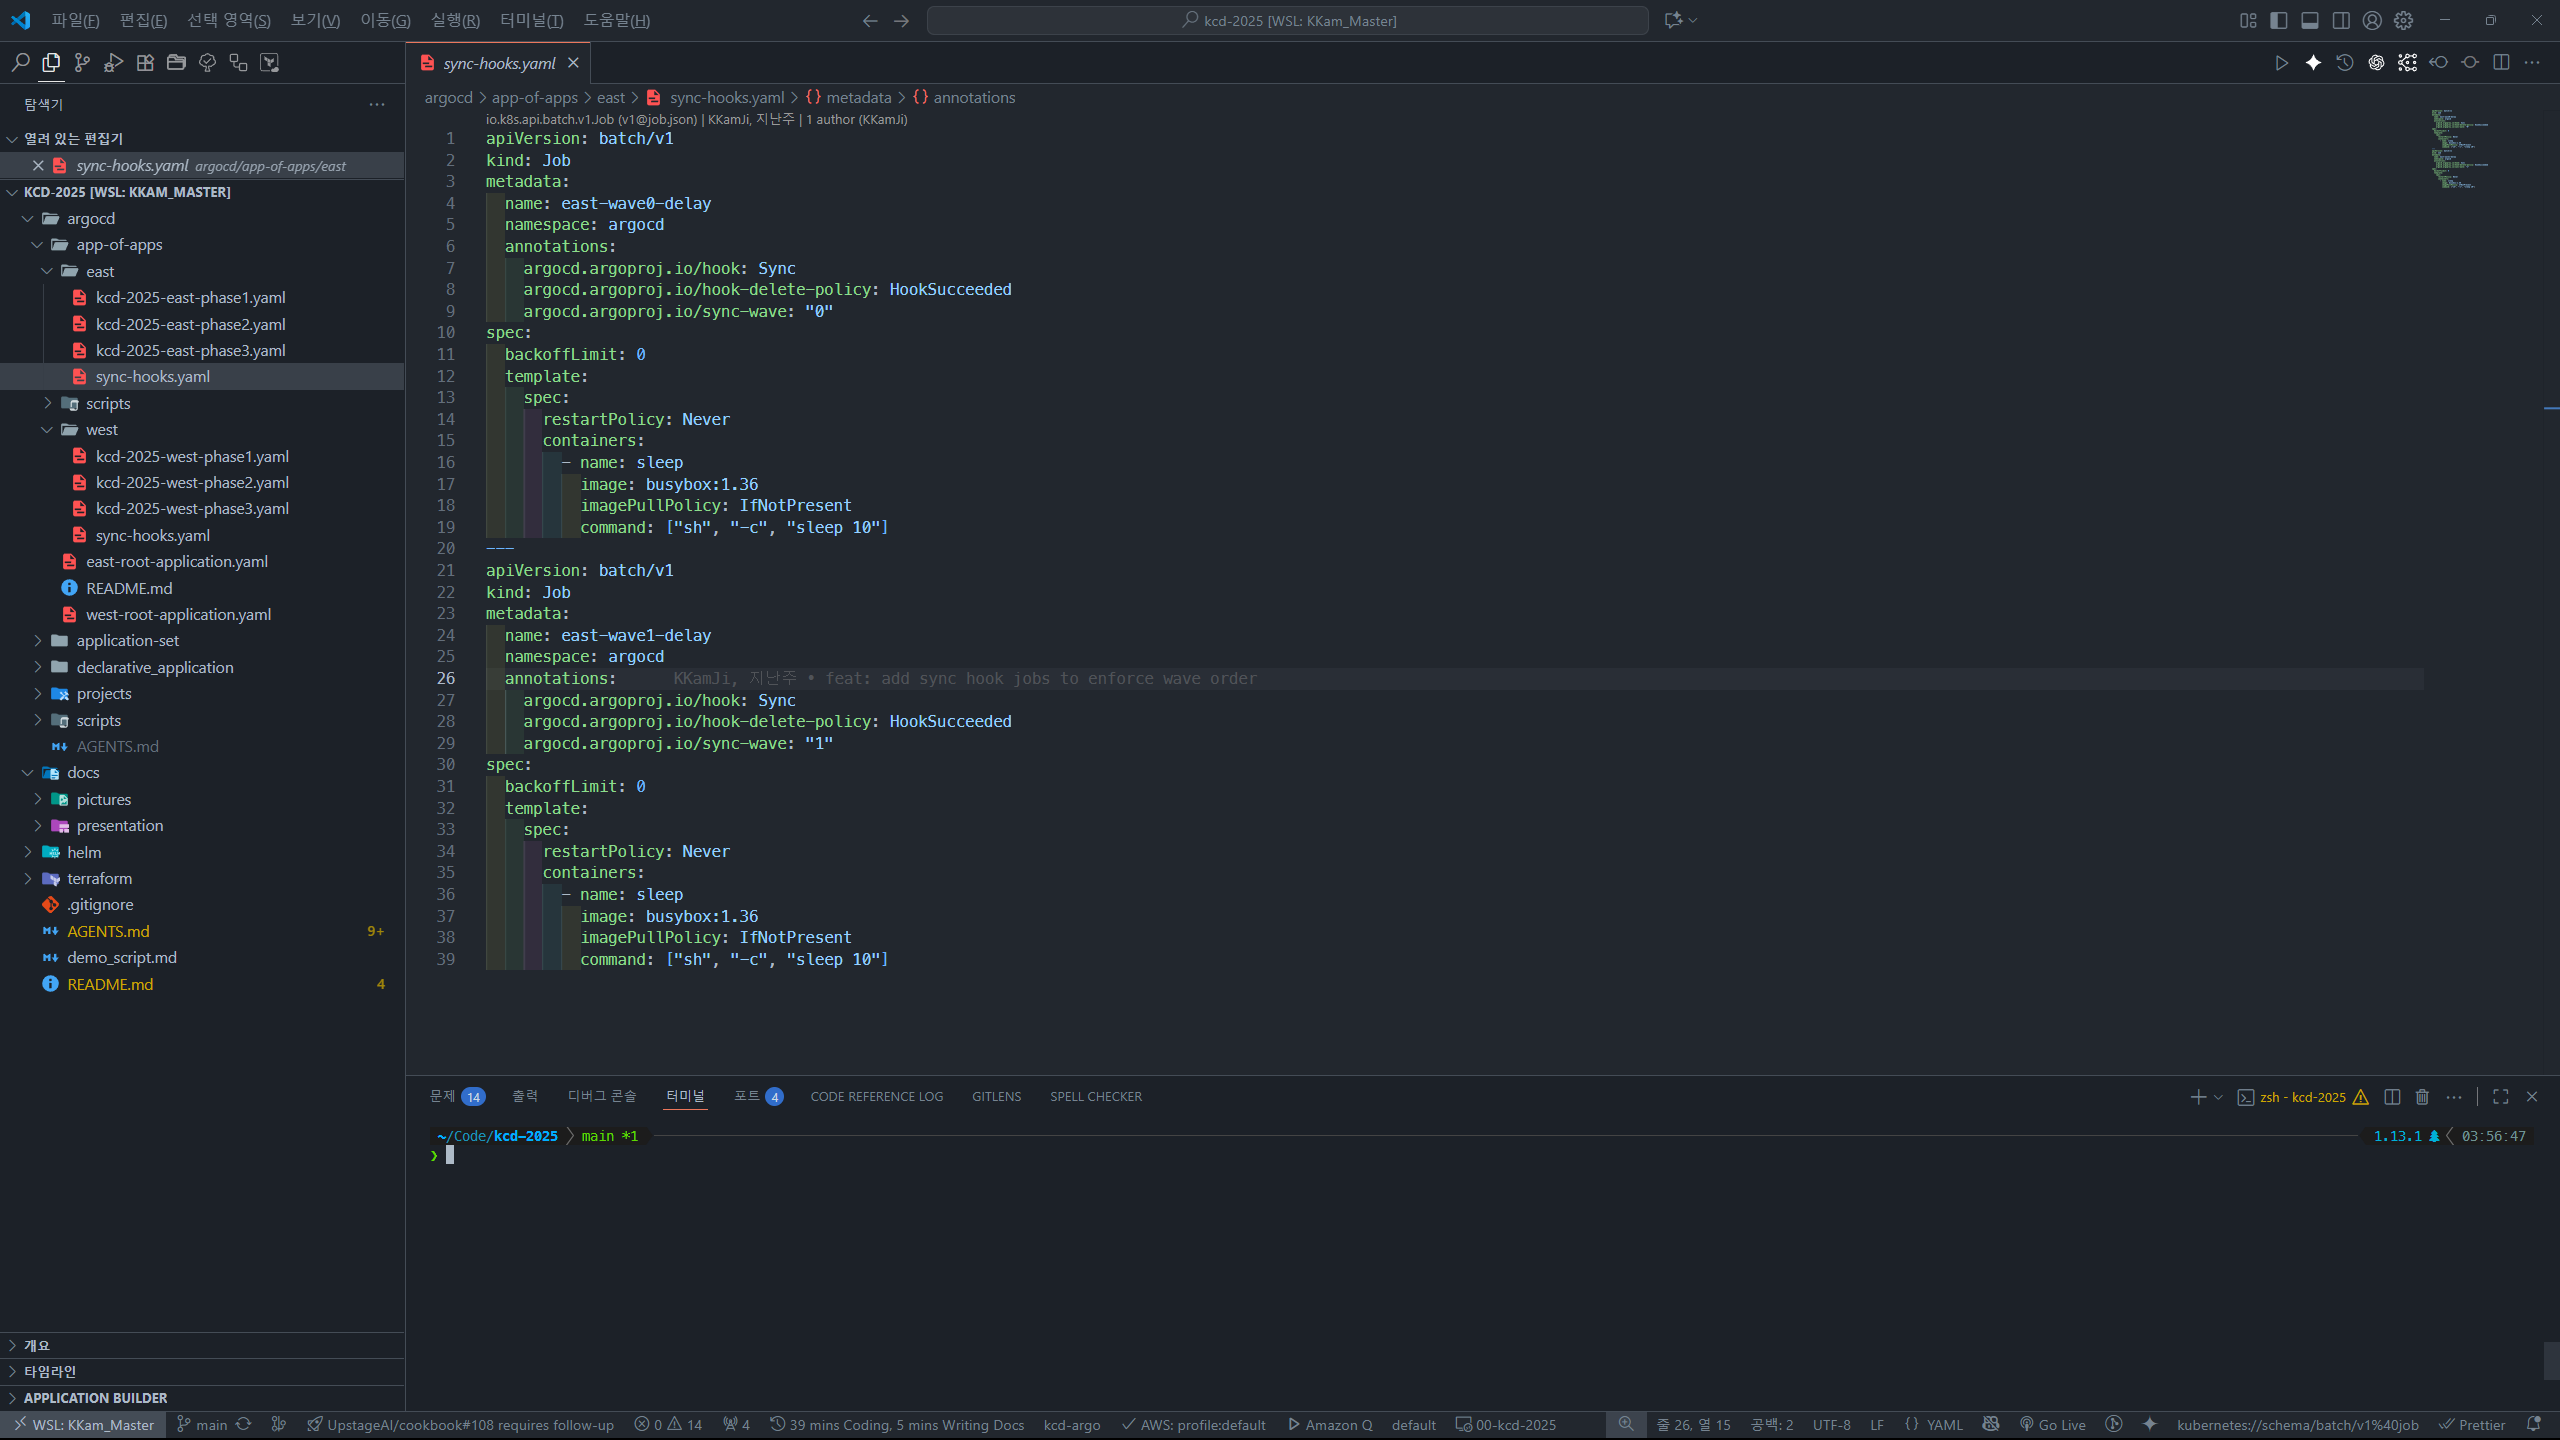 파일(F) 편집(E) 선택 영역(S) 보기(V) 이동(G) 실행(R) 터미널(T) 도움말(H)
kcd-2025 [WSL: KKam_Master]
탐색기
열려 있는 편집기
sync-hooks.yaml argocd/app-of-apps/east
KCD-2025 [WSL: KKAM_MASTER]
argocd
app-of-apps
east
kcd-2025-east-phase1.yaml
kcd-2025-east-phase2.yaml
kcd-2025-east-phase3.yaml
sync-hooks.yaml
scripts
west
kcd-2025-west-phase1.yaml
kcd-2025-west-phase2.yaml
kcd-2025-west-phase3.yaml
sync-hooks.yaml
east-root-application.yaml
README.md
west-root-application.yaml
application-set
declarative_application
projects
scripts
AGENTS.md
docs
pictures
presentation
helm
terraform
.gitignore
AGENTS.md 9+
demo_script.md
README.md 4
개요
타임라인
APPLICATION BUILDER
sync-hooks.yaml
argocd > app-of-apps > east > sync-hooks.yaml > {} metadata > {} annotations
io.k8s.api.batch.v1.Job (v1@job.json) | KKamJi, 지난주 | 1 author (KKamJi)
1 apiVersion: batch/v1
2 kind: Job
3 metadata:
4 name: east-wave0-delay
5 namespace: argocd
6 annotations:
7 argocd.argoproj.io/hook: Sync
8 argocd.argoproj.io/hook-delete-policy: HookSucceeded
9 argocd.argoproj.io/sync-wave: "0"
10 spec:
11 backoffLimit: 0
12 template:
13 spec:
14 restartPolicy: Never
15 containers:
16 - name: sleep
17 image: busybox:1.36
18 imagePullPolicy: IfNotPresent
19 command: ["sh", "-c", "sleep 10"]
20 ---
21 apiVersion: batch/v1
22 kind: Job
23 metadata:
24 name: east-wave1-delay
25 namespace: argocd
26 annotations: KKamJi, 지난주 • feat: add sync hook jobs to enforce wave order
27 argocd.argoproj.io/hook: Sync
28 argocd.argoproj.io/hook-delete-policy: HookSucceeded
29 argocd.argoproj.io/sync-wave: "1"
30 spec:
31 backoffLimit: 0
32 template:
33 spec:
34 restartPolicy: Never
35 containers:
36 - name: sleep
37 image: busybox:1.36
38 imagePullPolicy: IfNotPresent
39 command: ["sh", "-c", "sleep 10"]
문제 14 출력 디버그 콘솔 터미널 포트 4 CODE REFERENCE LOG GITLENS SPELL CHECKER
zsh - kcd-2025
~/Code/kcd-2025 > main *1 1.13.1 03:56:47
❯
WSL: KKam_Master main UpstageAI/cookbook#108 requires follow-up 0 14 4 39 mins Coding, 5 mins Writing Docs kcd-argo AWS: profile:default Amazon Q default 00-kcd-2025 줄 26, 열 15 공백: 2 UTF-8 LF {} YAML Go Live kubernetes://schema/batch/v1%40job Prettier